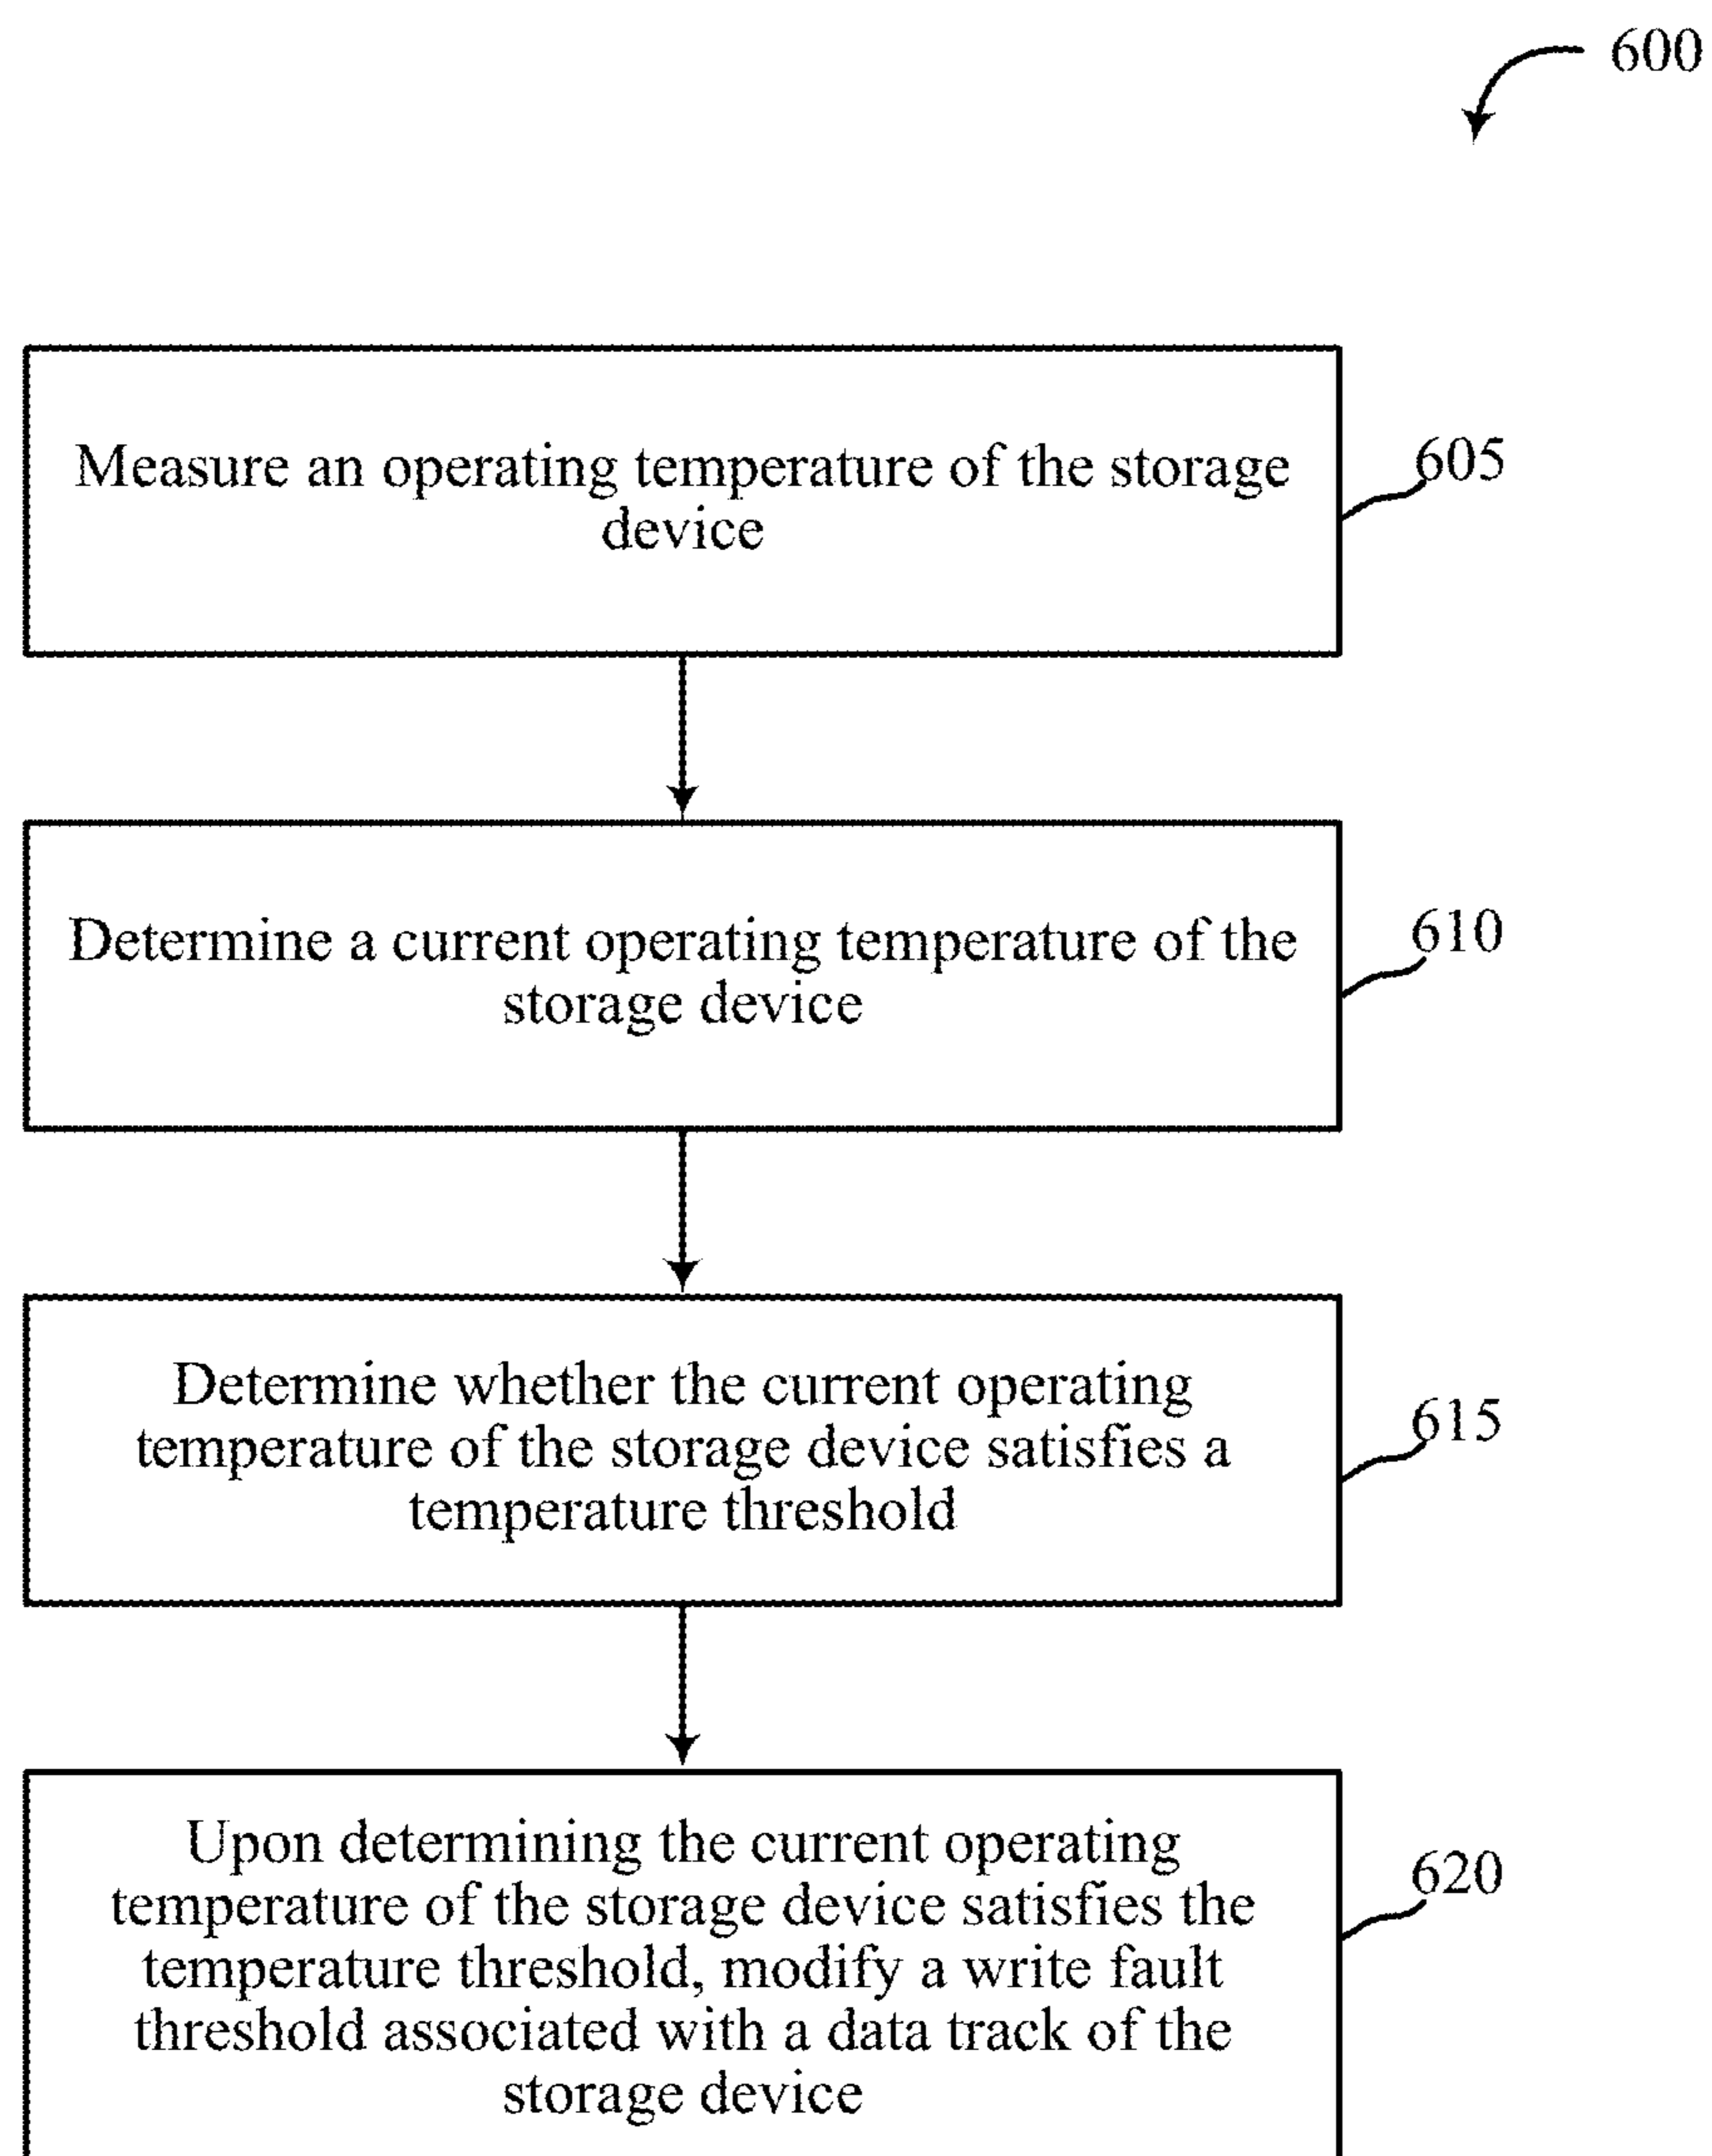 600
Measure an operating temperature of the storage
device
605
Determine a current operating temperature of the
storage device
610
Determine whether the current operating
temperature of the storage device satisfies a
temperature threshold
615
Upon determining the current operating
temperature of the storage device satisfies the
temperature threshold, modify a write fault
threshold associated with a data track of the
storage device
620